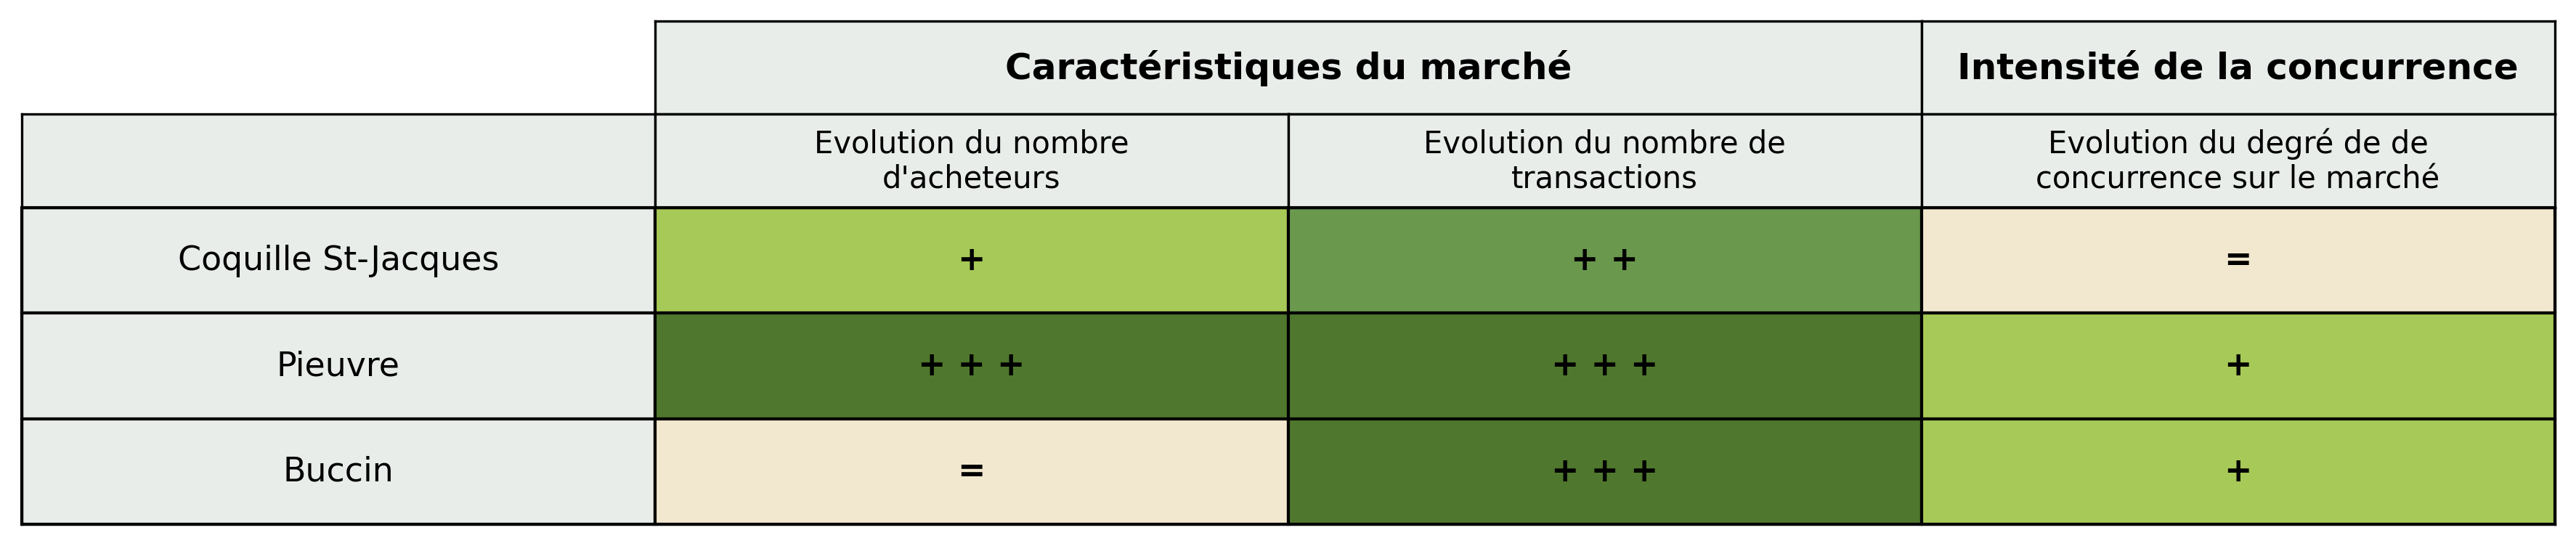 Caractéristiques du marché
Intensité de la concurrence
Evolution du nombre
d'acheteurs
Evolution du nombre de
transactions
Evolution du degré de de
concurrence sur le marché
Coquille St-Jacques
+
+ +
=
Pieuvre
+ + +
+ + +
+
Buccin
=
+ + +
+